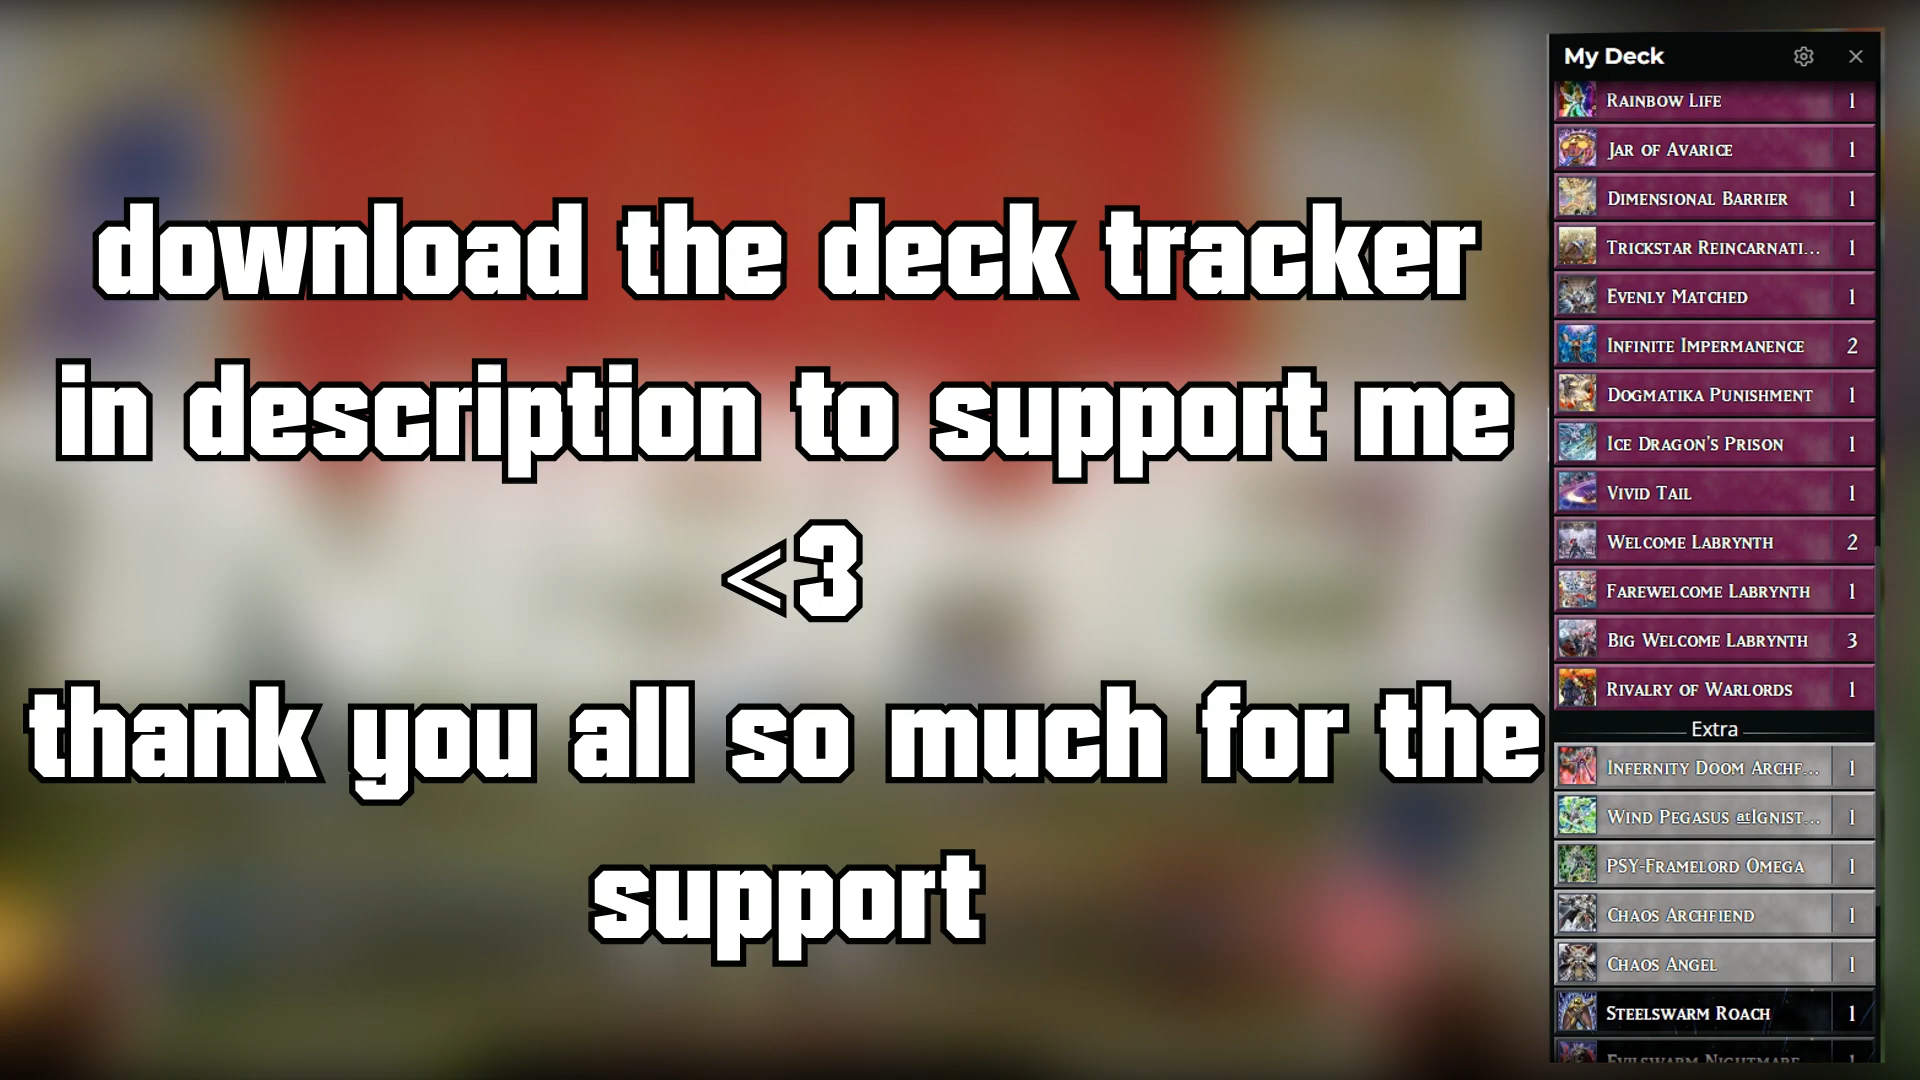 download the deck tracker
in description to support me
<3
thank you all so much for the
support
My Deck
Rainbow Life 1
Jar of Avarice 1
Dimensional Barrier 1
Trickstar Reincarnati... 1
Evenly Matched 1
Infinite Impermanence 2
Dogmatika Punishment 1
Ice Dragon's Prison 1
Vivid Tail 1
Welcome Labrynth 2
Farewelcome Labrynth 1
Big Welcome Labrynth 3
Rivalry of Warlords 1
Extra
Infernity Doom Archf... 1
Wind Pegasus @Ignist... 1
PSY-Framelord Omega 1
Chaos Archfiend 1
Chaos Angel 1
Steelswarm Roach 1
Evilswarm Nightmare 1